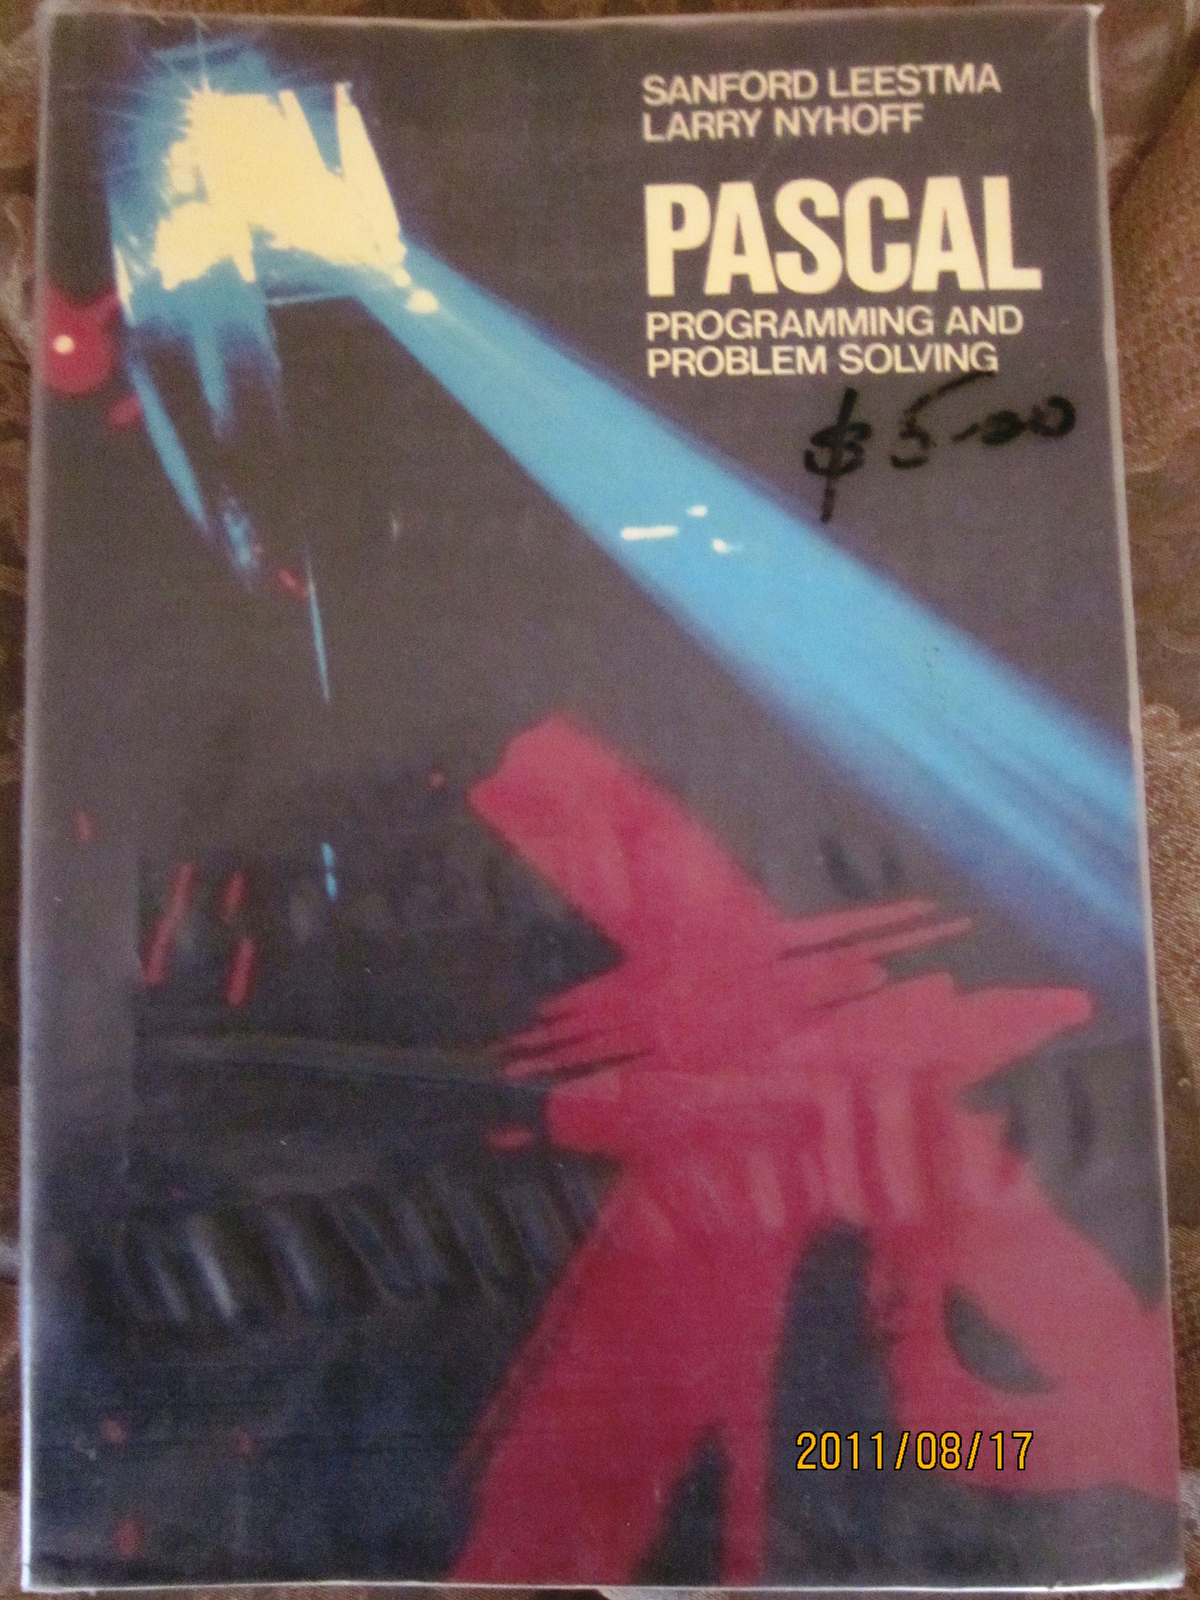 SANFORD LEESTMA
LARRY NYHOFF
PASCAL
PROGRAMMING AND
PROBLEM SOLVING
$5.00
2011/08/17